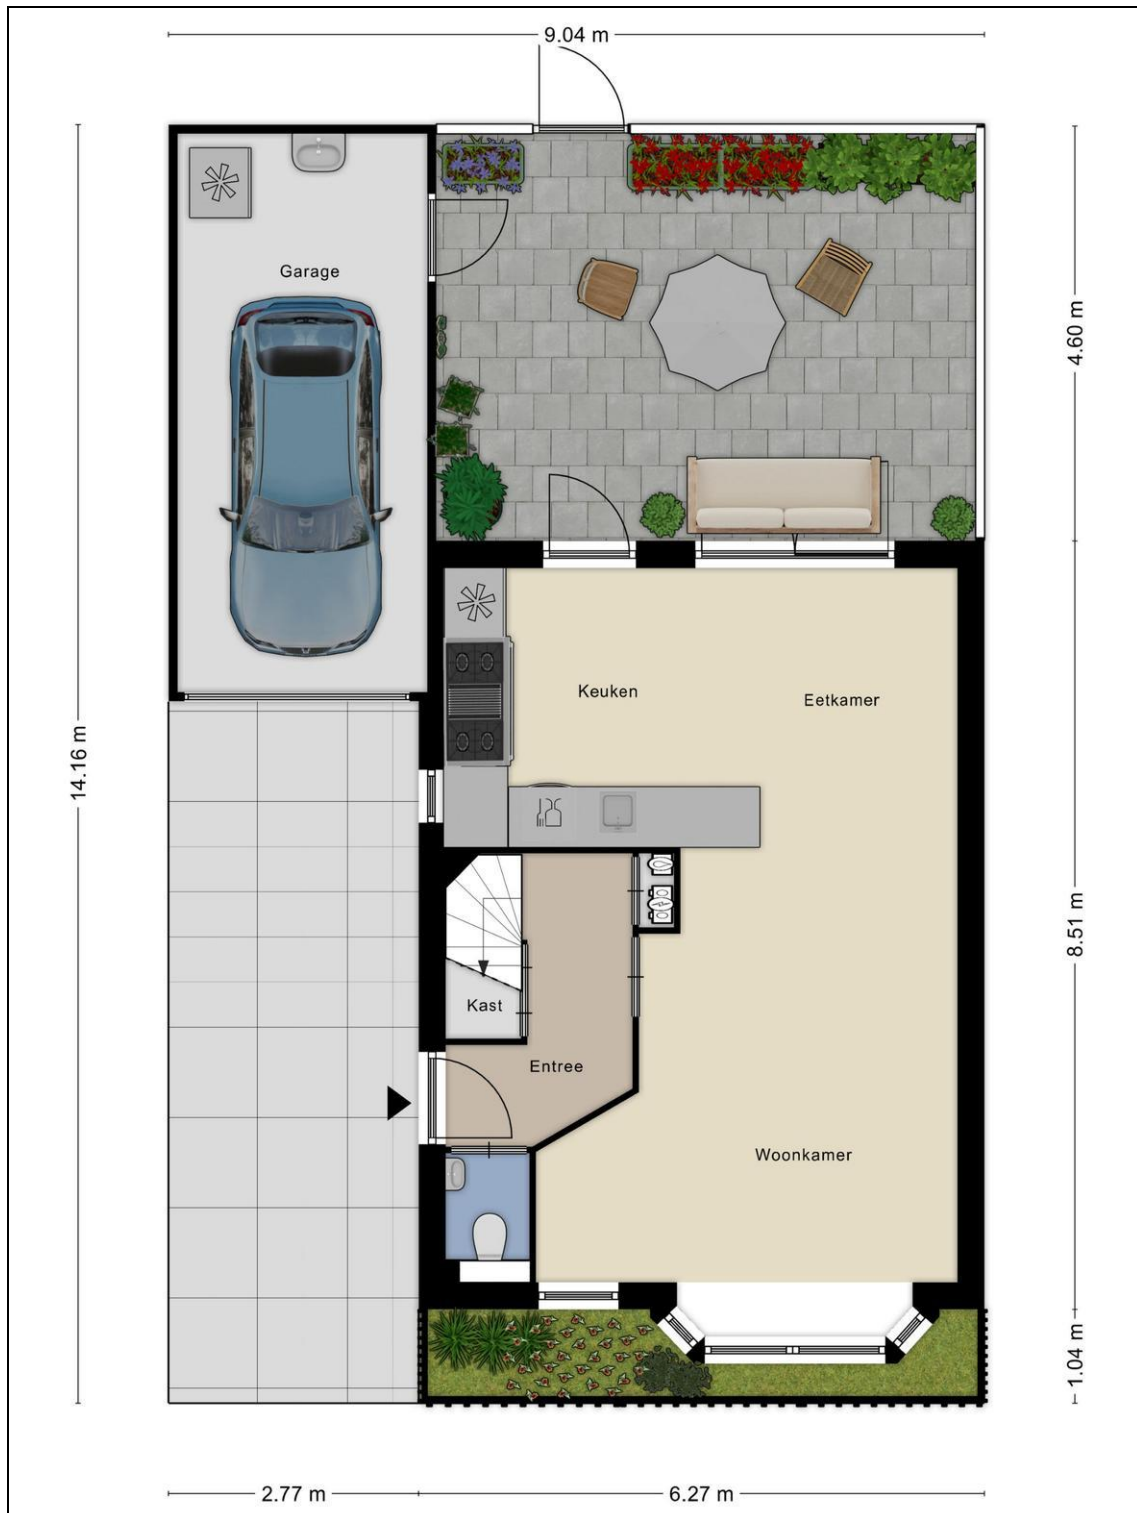 9.04 m
Garage
4.60 m
Keuken
Eetkamer
14.16 m
8.51 m
Kast
Entree
Woonkamer
1.04 m
2.77 m
6.27 m